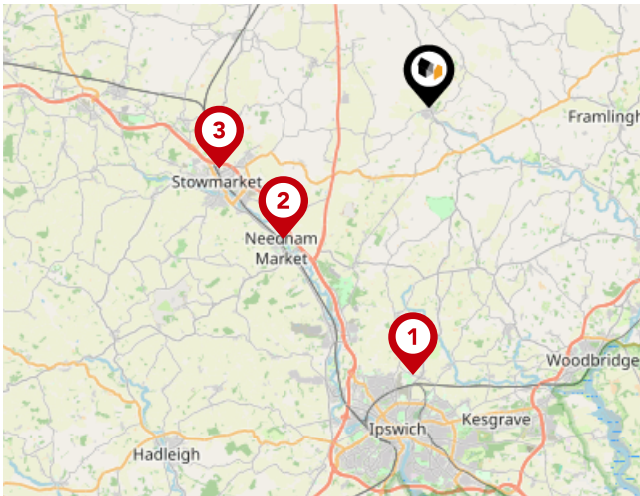 Framlingh
3
Stowmarket
2
Needham
Market
1
Woodbridge
Kesgrave
Ipswich
Hadleigh